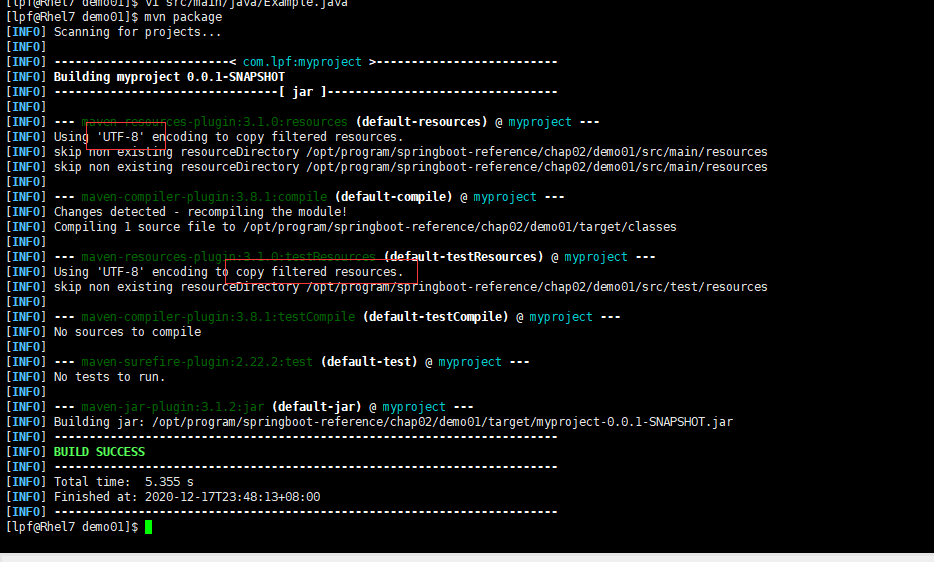 [lpf@Rhel7 demo01]$ vi src/main/java/Example.java
[lpf@Rhel7 demo01]$ mvn package
[INFO] Scanning for projects...
[INFO]
[INFO] -------------------------< com.lpf:myproject >--------------------------
[INFO] Building myproject 0.0.1-SNAPSHOT
[INFO] --------------------------------[ jar ]---------------------------------
[INFO]
[INFO] --- maven-resources-plugin:3.1.0:resources (default-resources) @ myproject ---
[INFO] Using 'UTF-8' encoding to copy filtered resources.
[INFO] skip non existing resourceDirectory /opt/program/springboot-reference/chap02/demo01/src/main/resources
[INFO] skip non existing resourceDirectory /opt/program/springboot-reference/chap02/demo01/src/main/resources
[INFO]
[INFO] --- maven-compiler-plugin:3.8.1:compile (default-compile) @ myproject ---
[INFO] Changes detected - recompiling the module!
[INFO] Compiling 1 source file to /opt/program/springboot-reference/chap02/demo01/target/classes
[INFO]
[INFO] --- maven-resources-plugin:3.1.0:testResources (default-testResources) @ myproject ---
[INFO] Using 'UTF-8' encoding to copy filtered resources.
[INFO] skip non existing resourceDirectory /opt/program/springboot-reference/chap02/demo01/src/test/resources
[INFO]
[INFO] --- maven-compiler-plugin:3.8.1:testCompile (default-testCompile) @ myproject ---
[INFO] No sources to compile
[INFO]
[INFO] --- maven-surefire-plugin:2.22.2:test (default-test) @ myproject ---
[INFO] No tests to run.
[INFO]
[INFO] --- maven-jar-plugin:3.1.2:jar (default-jar) @ myproject ---
[INFO] Building jar: /opt/program/springboot-reference/chap02/demo01/target/myproject-0.0.1-SNAPSHOT.jar
[INFO] ------------------------------------------------------------------------
[INFO] BUILD SUCCESS
[INFO] ------------------------------------------------------------------------
[INFO] Total time:  5.355 s
[INFO] Finished at: 2020-12-17T23:48:13+08:00
[INFO] ------------------------------------------------------------------------
[lpf@Rhel7 demo01]$